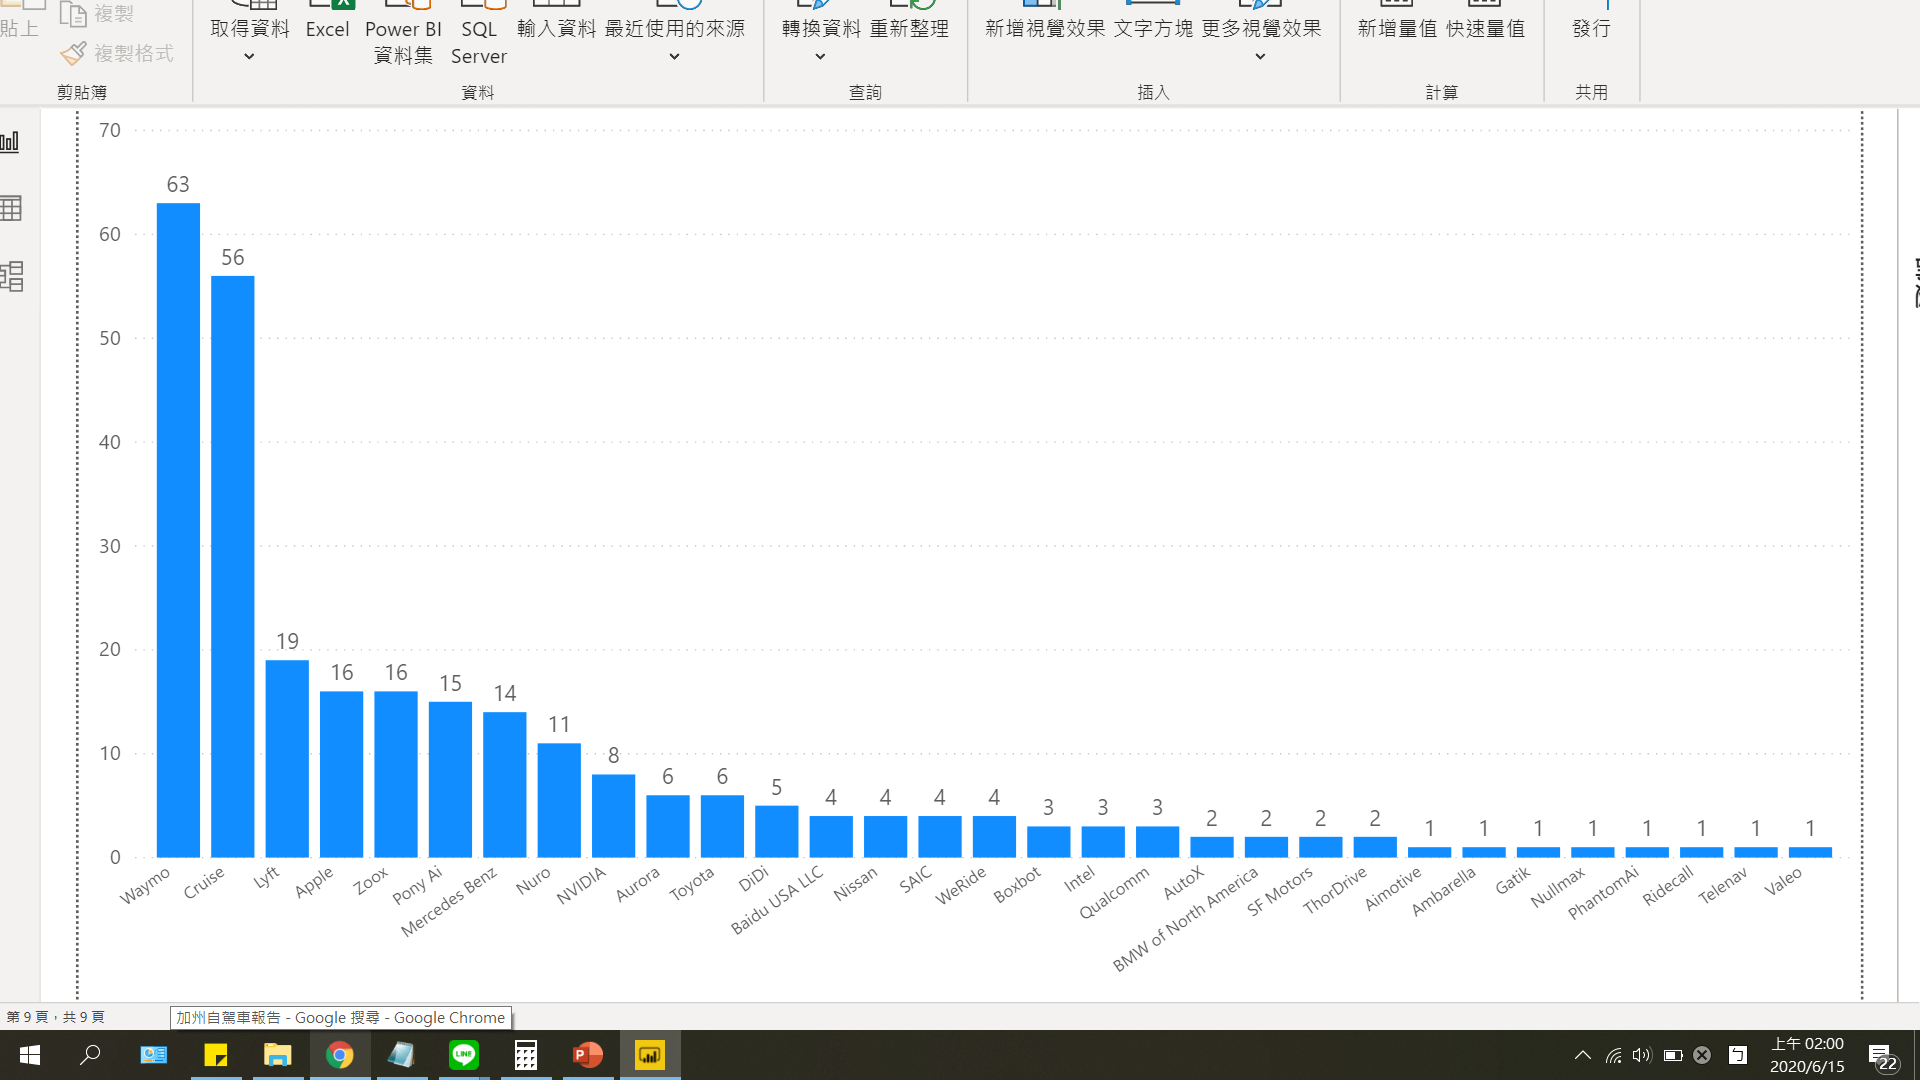 貼上
複製
複製格式
剪貼簿
取得資料
Excel
Power BI
資料集
SQL
Server
輸入資料
最近使用的來源
資料
轉換資料
重新整理
查詢
新增視覺效果
文字方塊
更多視覺效果
插入
新增量值
快速量值
計算
發行
共用
70
60
50
40
30
20
10
0
63
56
19
16
16
15
14
11
8
6
6
5
4
4
4
4
3
3
3
2
2
2
2
1
1
1
1
1
1
1
1
Waymo
Cruise
Lyft
Apple
Zoox
Pony Ai
Mercedes Benz
Nuro
NVIDIA
Aurora
Toyota
DiDi
Baidu USA LLC
Nissan
SAIC
WeRide
Boxbot
Intel
Qualcomm
AutoX
BMW of North America
SF Motors
ThorDrive
Aimotive
Ambarella
Gatik
Nullmax
PhantomAi
Ridecall
Telenav
Valeo
第 9 頁，共 9 頁
加州自駕車報告 - Google 搜尋 - Google Chrome
LINE
P
上午 02:00
2020/6/15
22